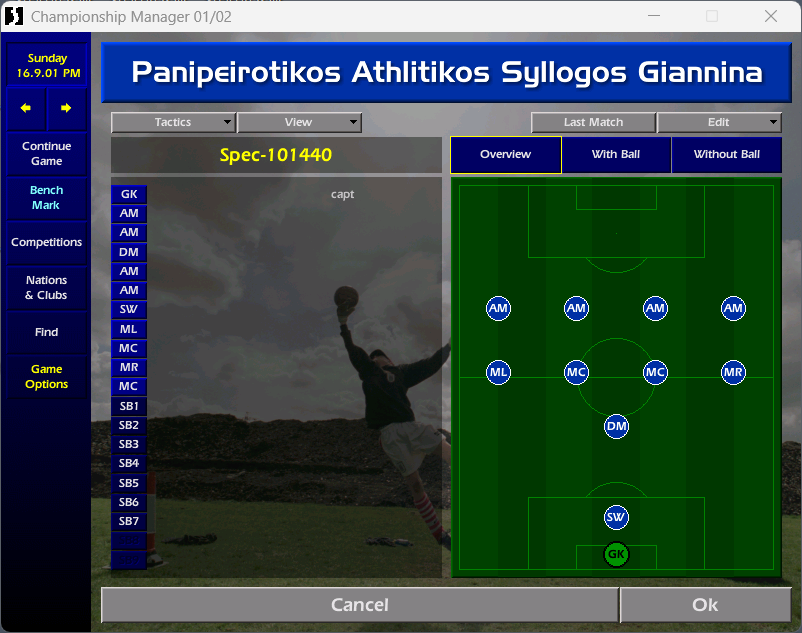 Championship Manager 01/02
Sunday
16.9.01 PM
Continue
Game
Bench
Mark
Competitions
Nations
& Clubs
Find
Game
Options
Panipeirotikos Athlitikos Syllogos Giannina
Tactics
View
Last Match
Edit
Spec-101440
Overview
With Ball
Without Ball
GK capt
AM
AM
DM
AM
AM
SW
ML
MC
MR
MC
SB1
SB2
SB3
SB4
SB5
SB6
SB7
AM AM AM AM
ML MC MC MR
DM
SW
GK
Cancel
Ok